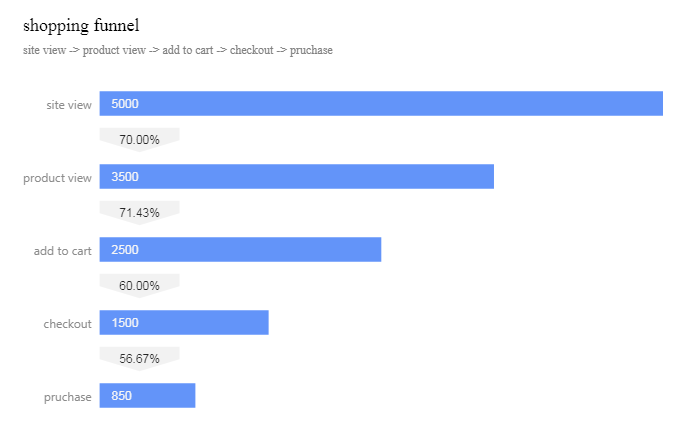 shopping funnel
site view -> product view -> add to cart -> checkout -> pruchase
site view 5000
70.00%
product view 3500
71.43%
add to cart 2500
60.00%
checkout 1500
56.67%
pruchase 850